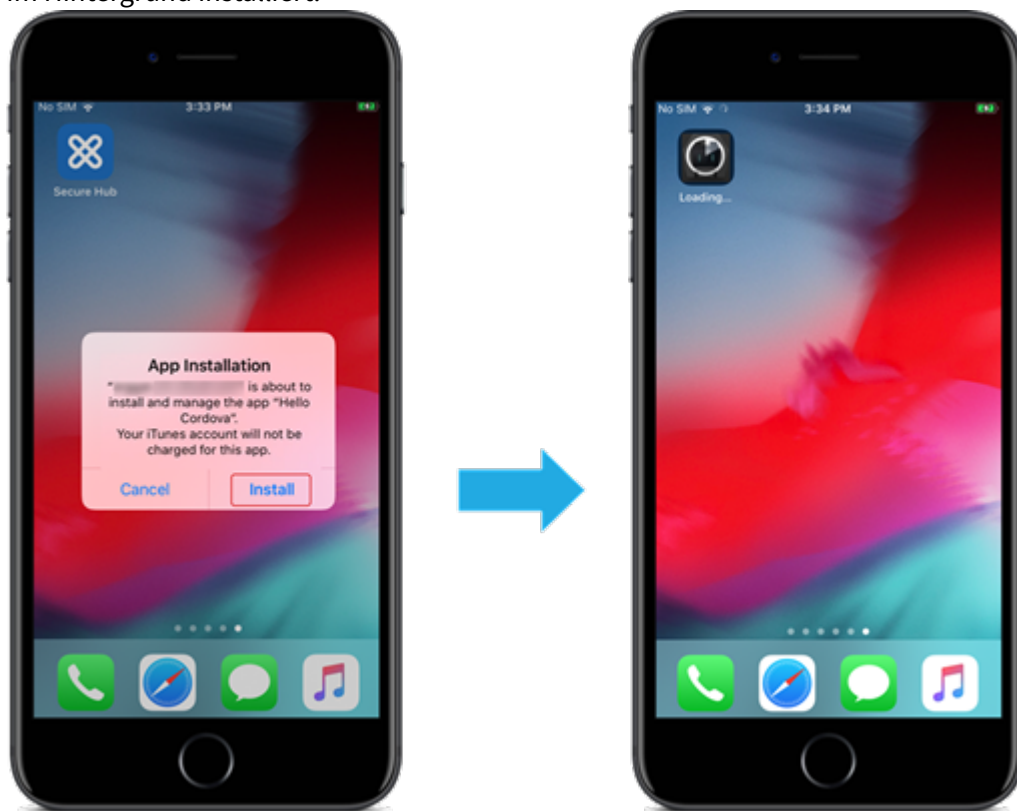 im Hintergrund installiert.
No SIM
3:33 PM
Secure Hub
App Installation
" is about to
install and manage the app "Hello
Cordova".
Your iTunes account will not be
charged for this app.
Cancel
Install
No SIM
3:34 PM
Loading...